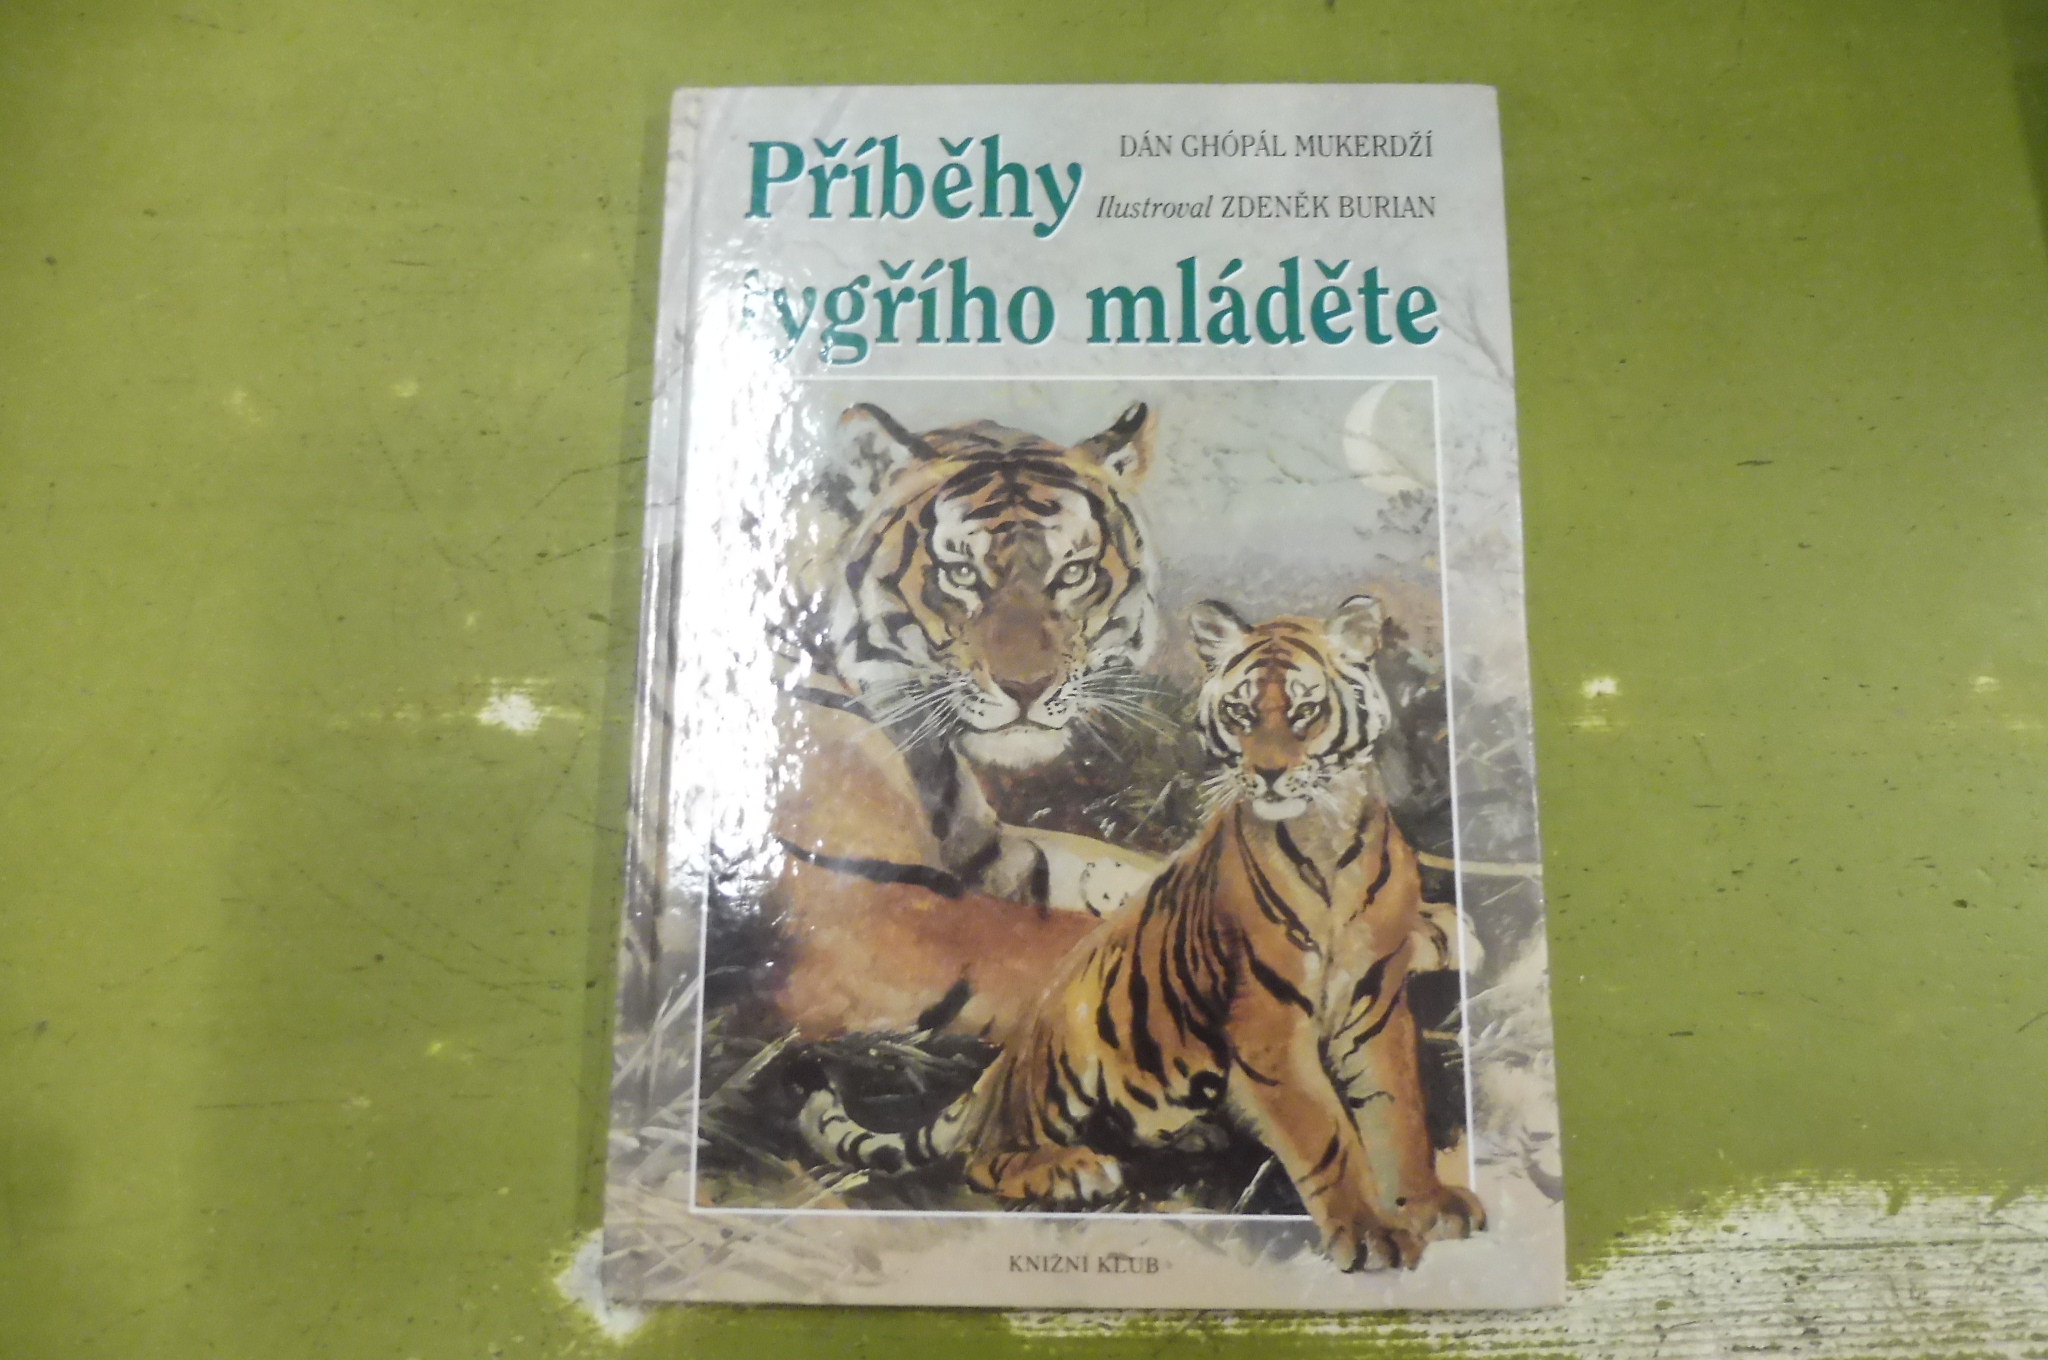 Příběhy
DÁN GHÓPÁL MUKERDŽÍ
Ilustroval ZDENĚK BURIAN
tygřího mláděte
KNIŽNÍ KLUB